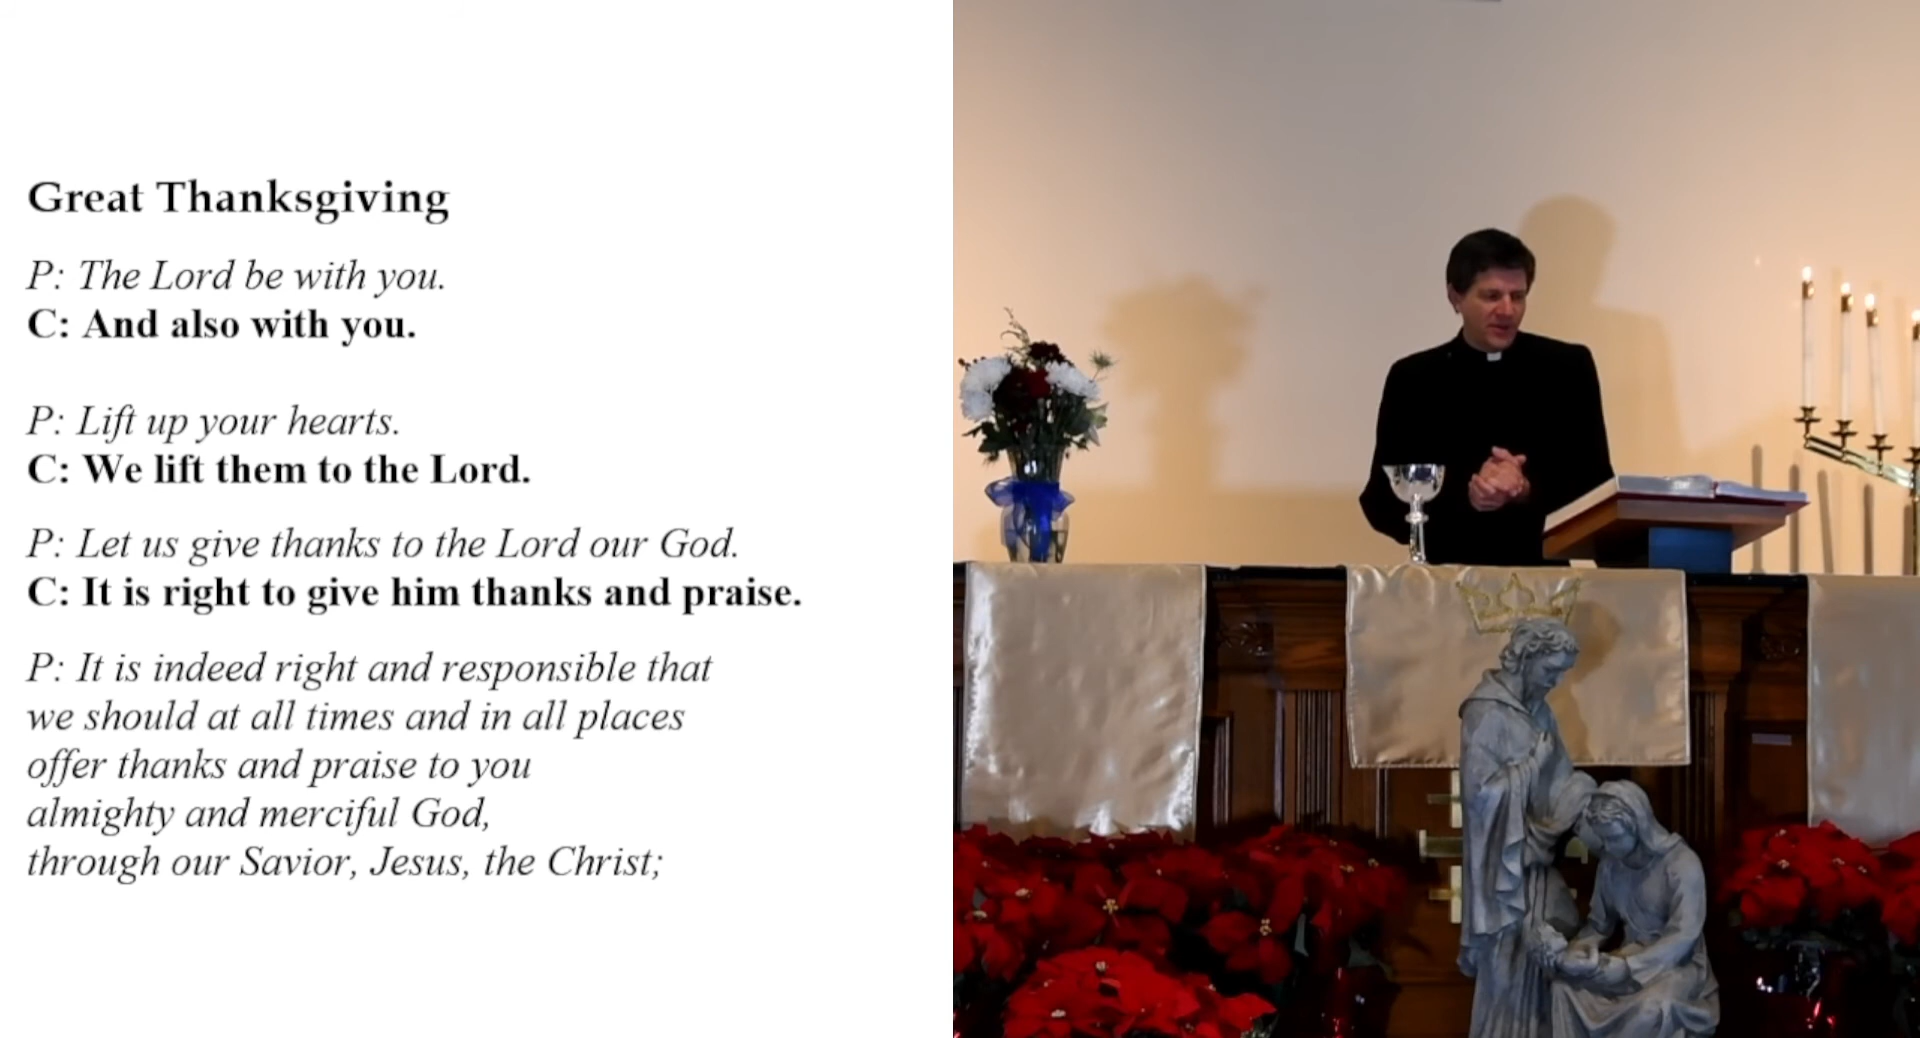 Great Thanksgiving
P: The Lord be with you.
C: And also with you.
P: Lift up your hearts.
C: We lift them to the Lord.
P: Let us give thanks to the Lord our God.
C: It is right to give him thanks and praise.
P: It is indeed right and responsible that
we should at all times and in all places
offer thanks and praise to you
almighty and merciful God,
through our Savior, Jesus, the Christ;